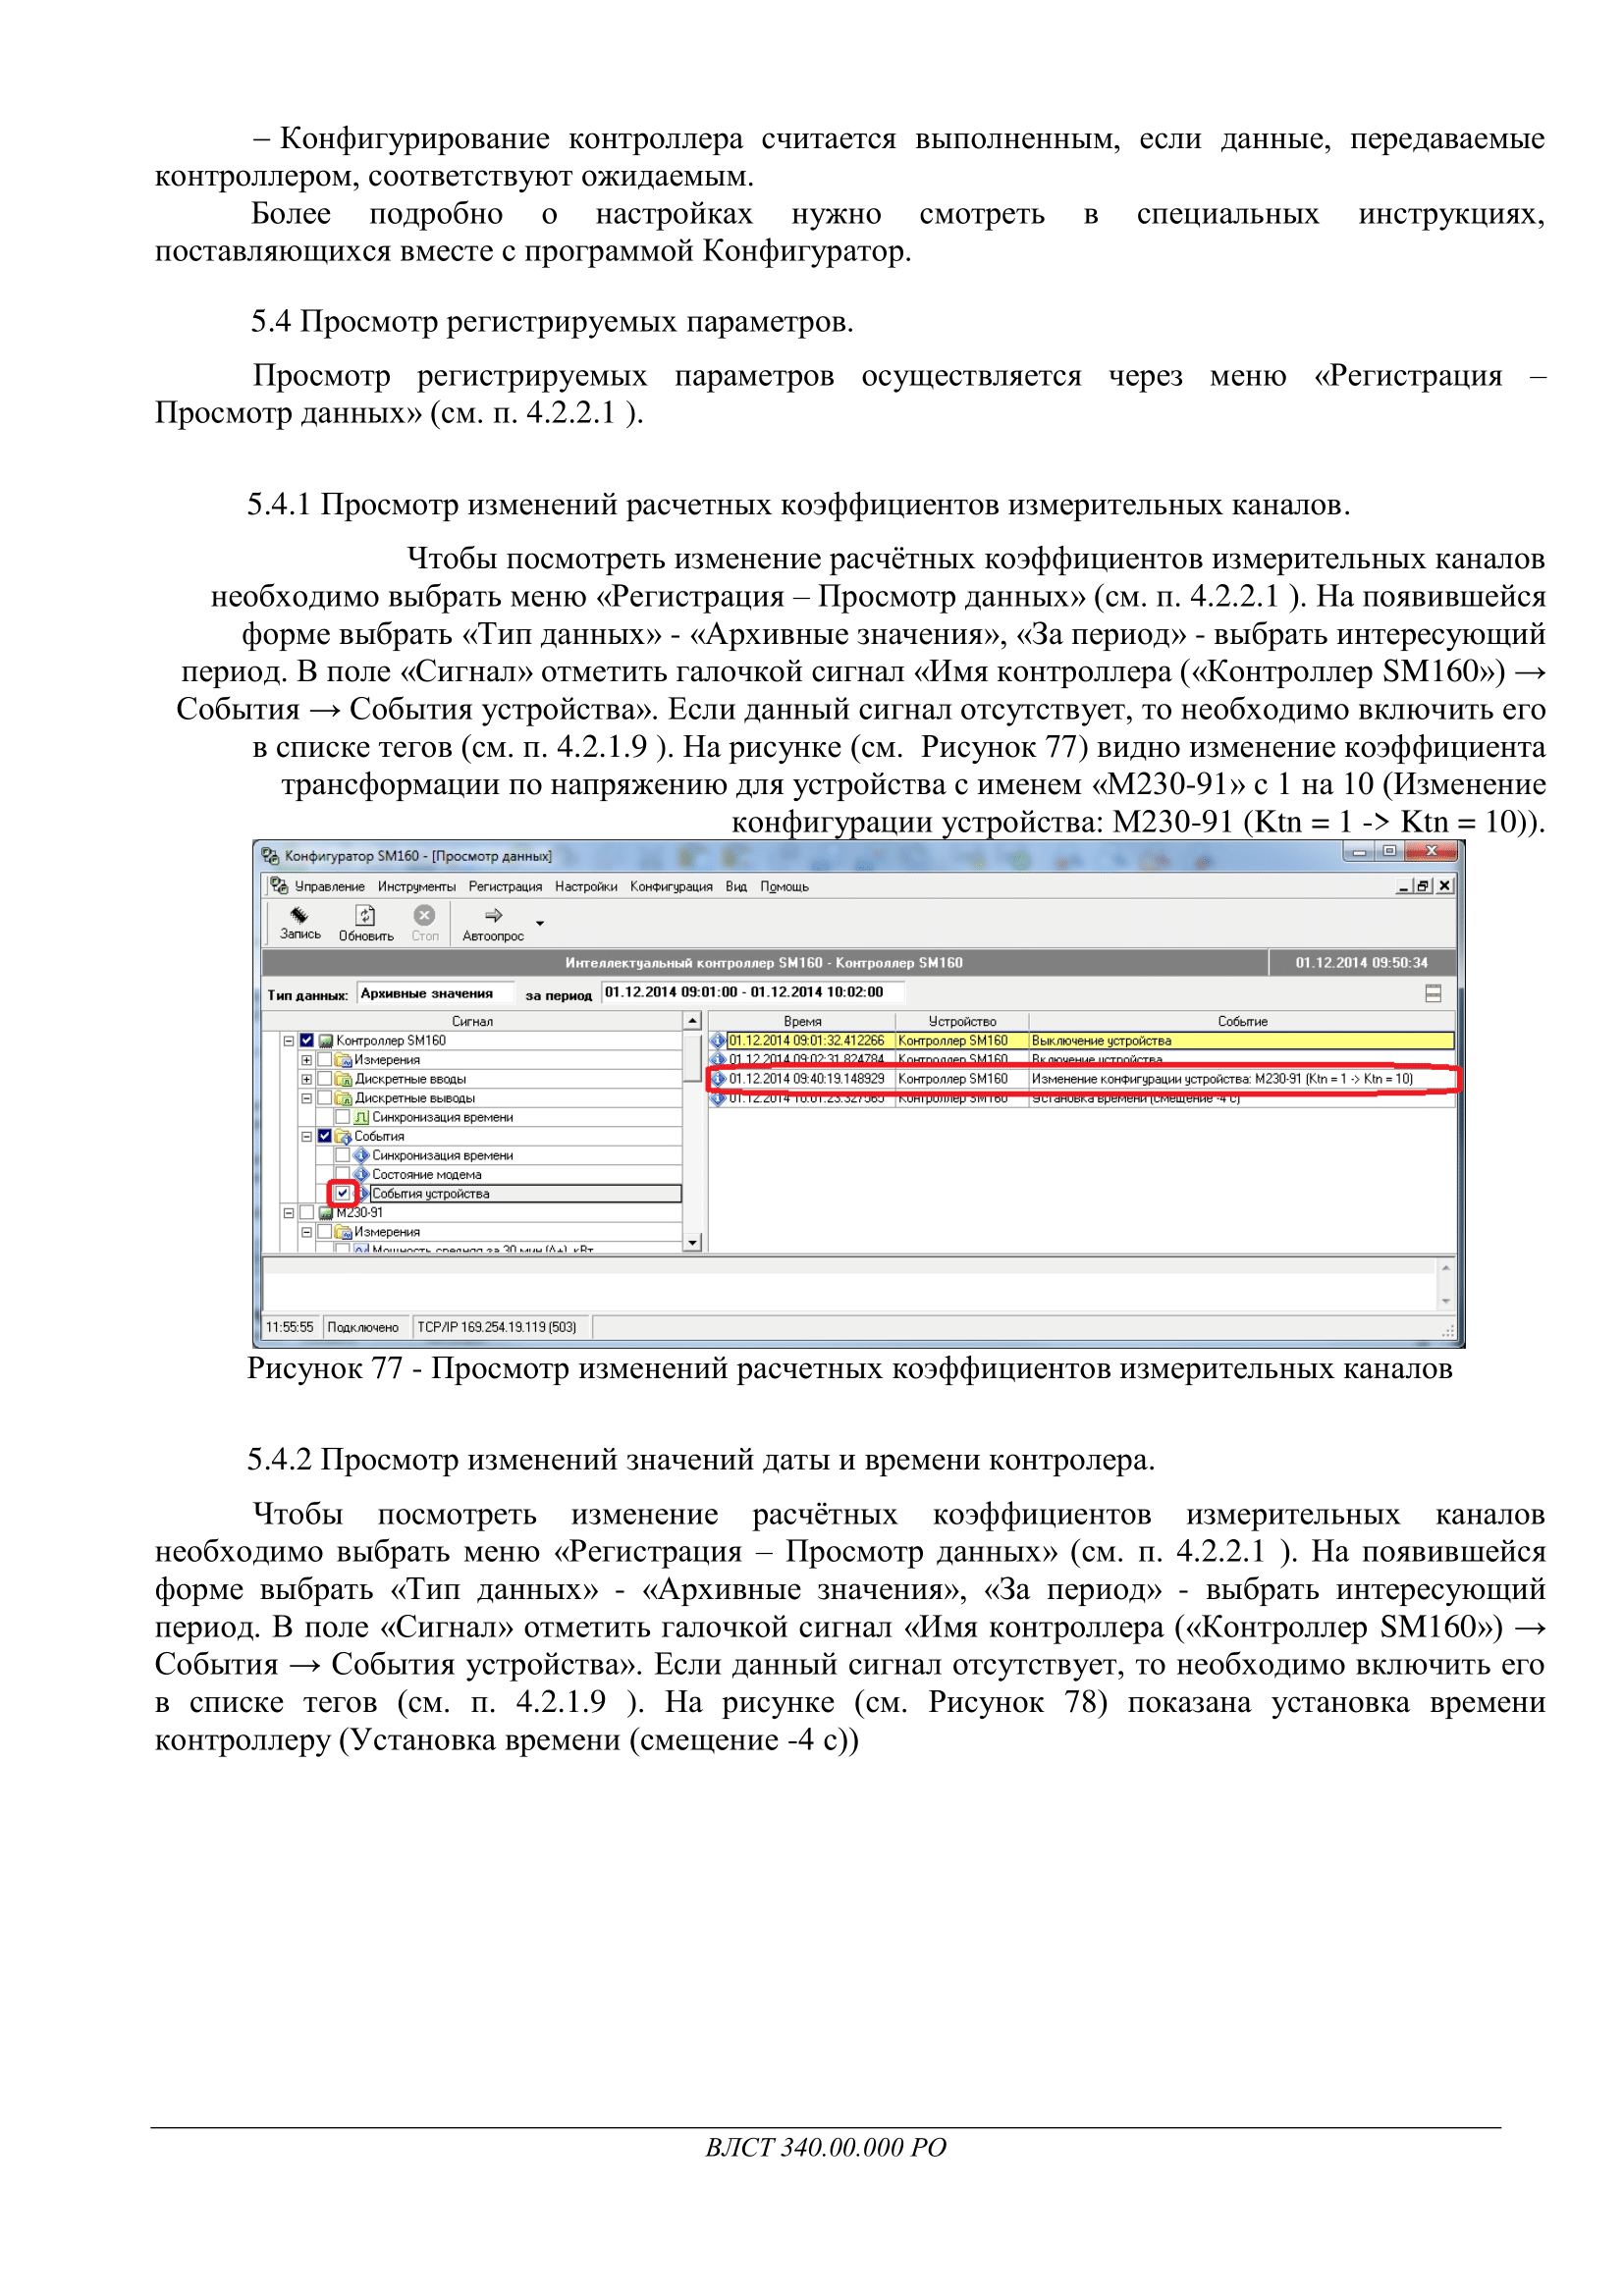 – Конфигурирование контроллера считается выполненным, если данные, передаваемые
контроллером, соответствуют ожидаемым.
Более подробно о настройках нужно смотреть в специальных инструкциях,
поставляющихся вместе с программой Конфигуратор.
5.4 Просмотр регистрируемых параметров.
Просмотр регистрируемых параметров осуществляется через меню «Регистрация –
Просмотр данных» (см. п. 4.2.2.1 ).
5.4.1 Просмотр изменений расчетных коэффициентов измерительных каналов.
Чтобы посмотреть изменение расчётных коэффициентов измерительных каналов
необходимо выбрать меню «Регистрация – Просмотр данных» (см. п. 4.2.2.1 ). На появившейся
форме выбрать «Тип данных» - «Архивные значения», «За период» - выбрать интересующий
период. В поле «Сигнал» отметить галочкой сигнал «Имя контроллера («Контроллер SM160») →
События → События устройства». Если данный сигнал отсутствует, то необходимо включить его
в списке тегов (см. п. 4.2.1.9 ). На рисунке (см. Рисунок 77) видно изменение коэффициента
трансформации по напряжению для устройства с именем «М230-91» с 1 на 10 (Изменение
конфигурации устройства: М230-91 (Ktn = 1 -> Ktn = 10)).
Конфигуратор SM160 - [Просмотр данных]
Управление Инструменты Регистрация Настройки Конфигурация Вид Помощь
Запись Обновить Стоп Автоопрос
Интеллектуальный контроллер SM160 - Контроллер SM160 01.12.2014 09:50:34
Тип данных: Архивные значения за период 01.12.2014 09:01:00 - 01.12.2014 10:02:00
Сигнал Время Устройство Событие
Контроллер SM160 01.12.2014 09:01:32.412266 Контроллер SM160 Выключение устройства
Измерения 01.12.2014 09:02:31.824784 Контроллер SM160 Включение устройства
Дискретные вводы 01.12.2014 09:40:19.148929 Контроллер SM160 Изменение конфигурации устройства: М230-91 (Ktn = 1 -> Ktn = 10)
Дискретные выводы 01.12.2014 10:01:23.327565 Контроллер SM160 Установка времени (смещение -4 с)
Синхронизация времени
События
Синхронизация времени
Состояние модема
События устройства
М230-91
Измерения
Мощность средняя за 30 мин (А+), кВт
11:55:55 Подключено TCP/IP 169.254.19.119 (503)
Рисунок 77 - Просмотр изменений расчетных коэффициентов измерительных каналов
5.4.2 Просмотр изменений значений даты и времени контролера.
Чтобы посмотреть изменение расчётных коэффициентов измерительных каналов
необходимо выбрать меню «Регистрация – Просмотр данных» (см. п. 4.2.2.1 ). На появившейся
форме выбрать «Тип данных» - «Архивные значения», «За период» - выбрать интересующий
период. В поле «Сигнал» отметить галочкой сигнал «Имя контроллера («Контроллер SM160») →
События → События устройства». Если данный сигнал отсутствует, то необходимо включить его
в списке тегов (см. п. 4.2.1.9 ). На рисунке (см. Рисунок 78) показана установка времени
контроллеру (Установка времени (смещение -4 с))
ВЛСТ 340.00.000 РО